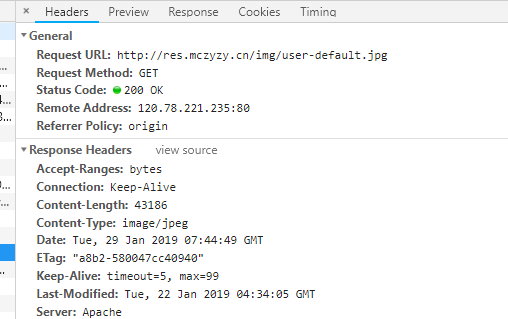 Headers Preview Response Cookies Timing
General
Request URL: http://res.mczyzy.cn/img/user-default.jpg
Request Method: GET
Status Code: 200 OK
Remote Address: 120.78.221.235:80
Referrer Policy: origin
Response Headers view source
Accept-Ranges: bytes
Connection: Keep-Alive
Content-Length: 43186
Content-Type: image/jpeg
Date: Tue, 29 Jan 2019 07:44:49 GMT
ETag: "a8b2-580047cc40940"
Keep-Alive: timeout=5, max=99
Last-Modified: Tue, 22 Jan 2019 04:34:05 GMT
Server: Apache